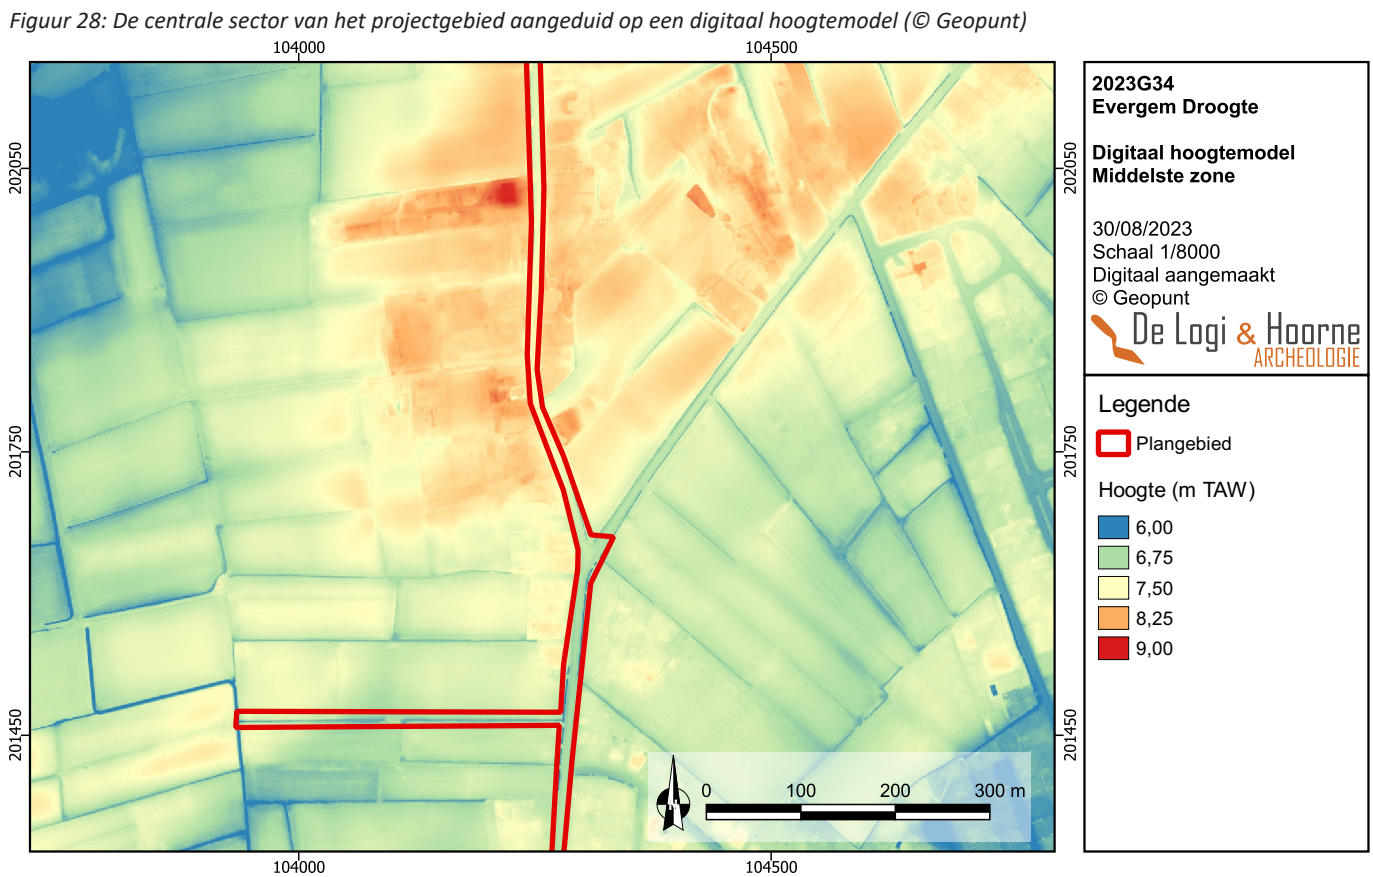 Figuur 28: De centrale sector van het projectgebied aangeduid op een digitaal hoogtemodel (© Geopunt)
104000
104500
202050
202050
201750
201750
201450
201450
104000
104500
0 100 200 300 m
2023G34
Evergem Droogte
Digitaal hoogtemodel
Middelste zone
30/08/2023
Schaal 1/8000
Digitaal aangemaakt
© Geopunt
De Logi & Hoorne
ARCHEOLOGIE
Legende
Plangebied
Hoogte (m TAW)
6,00
6,75
7,50
8,25
9,00